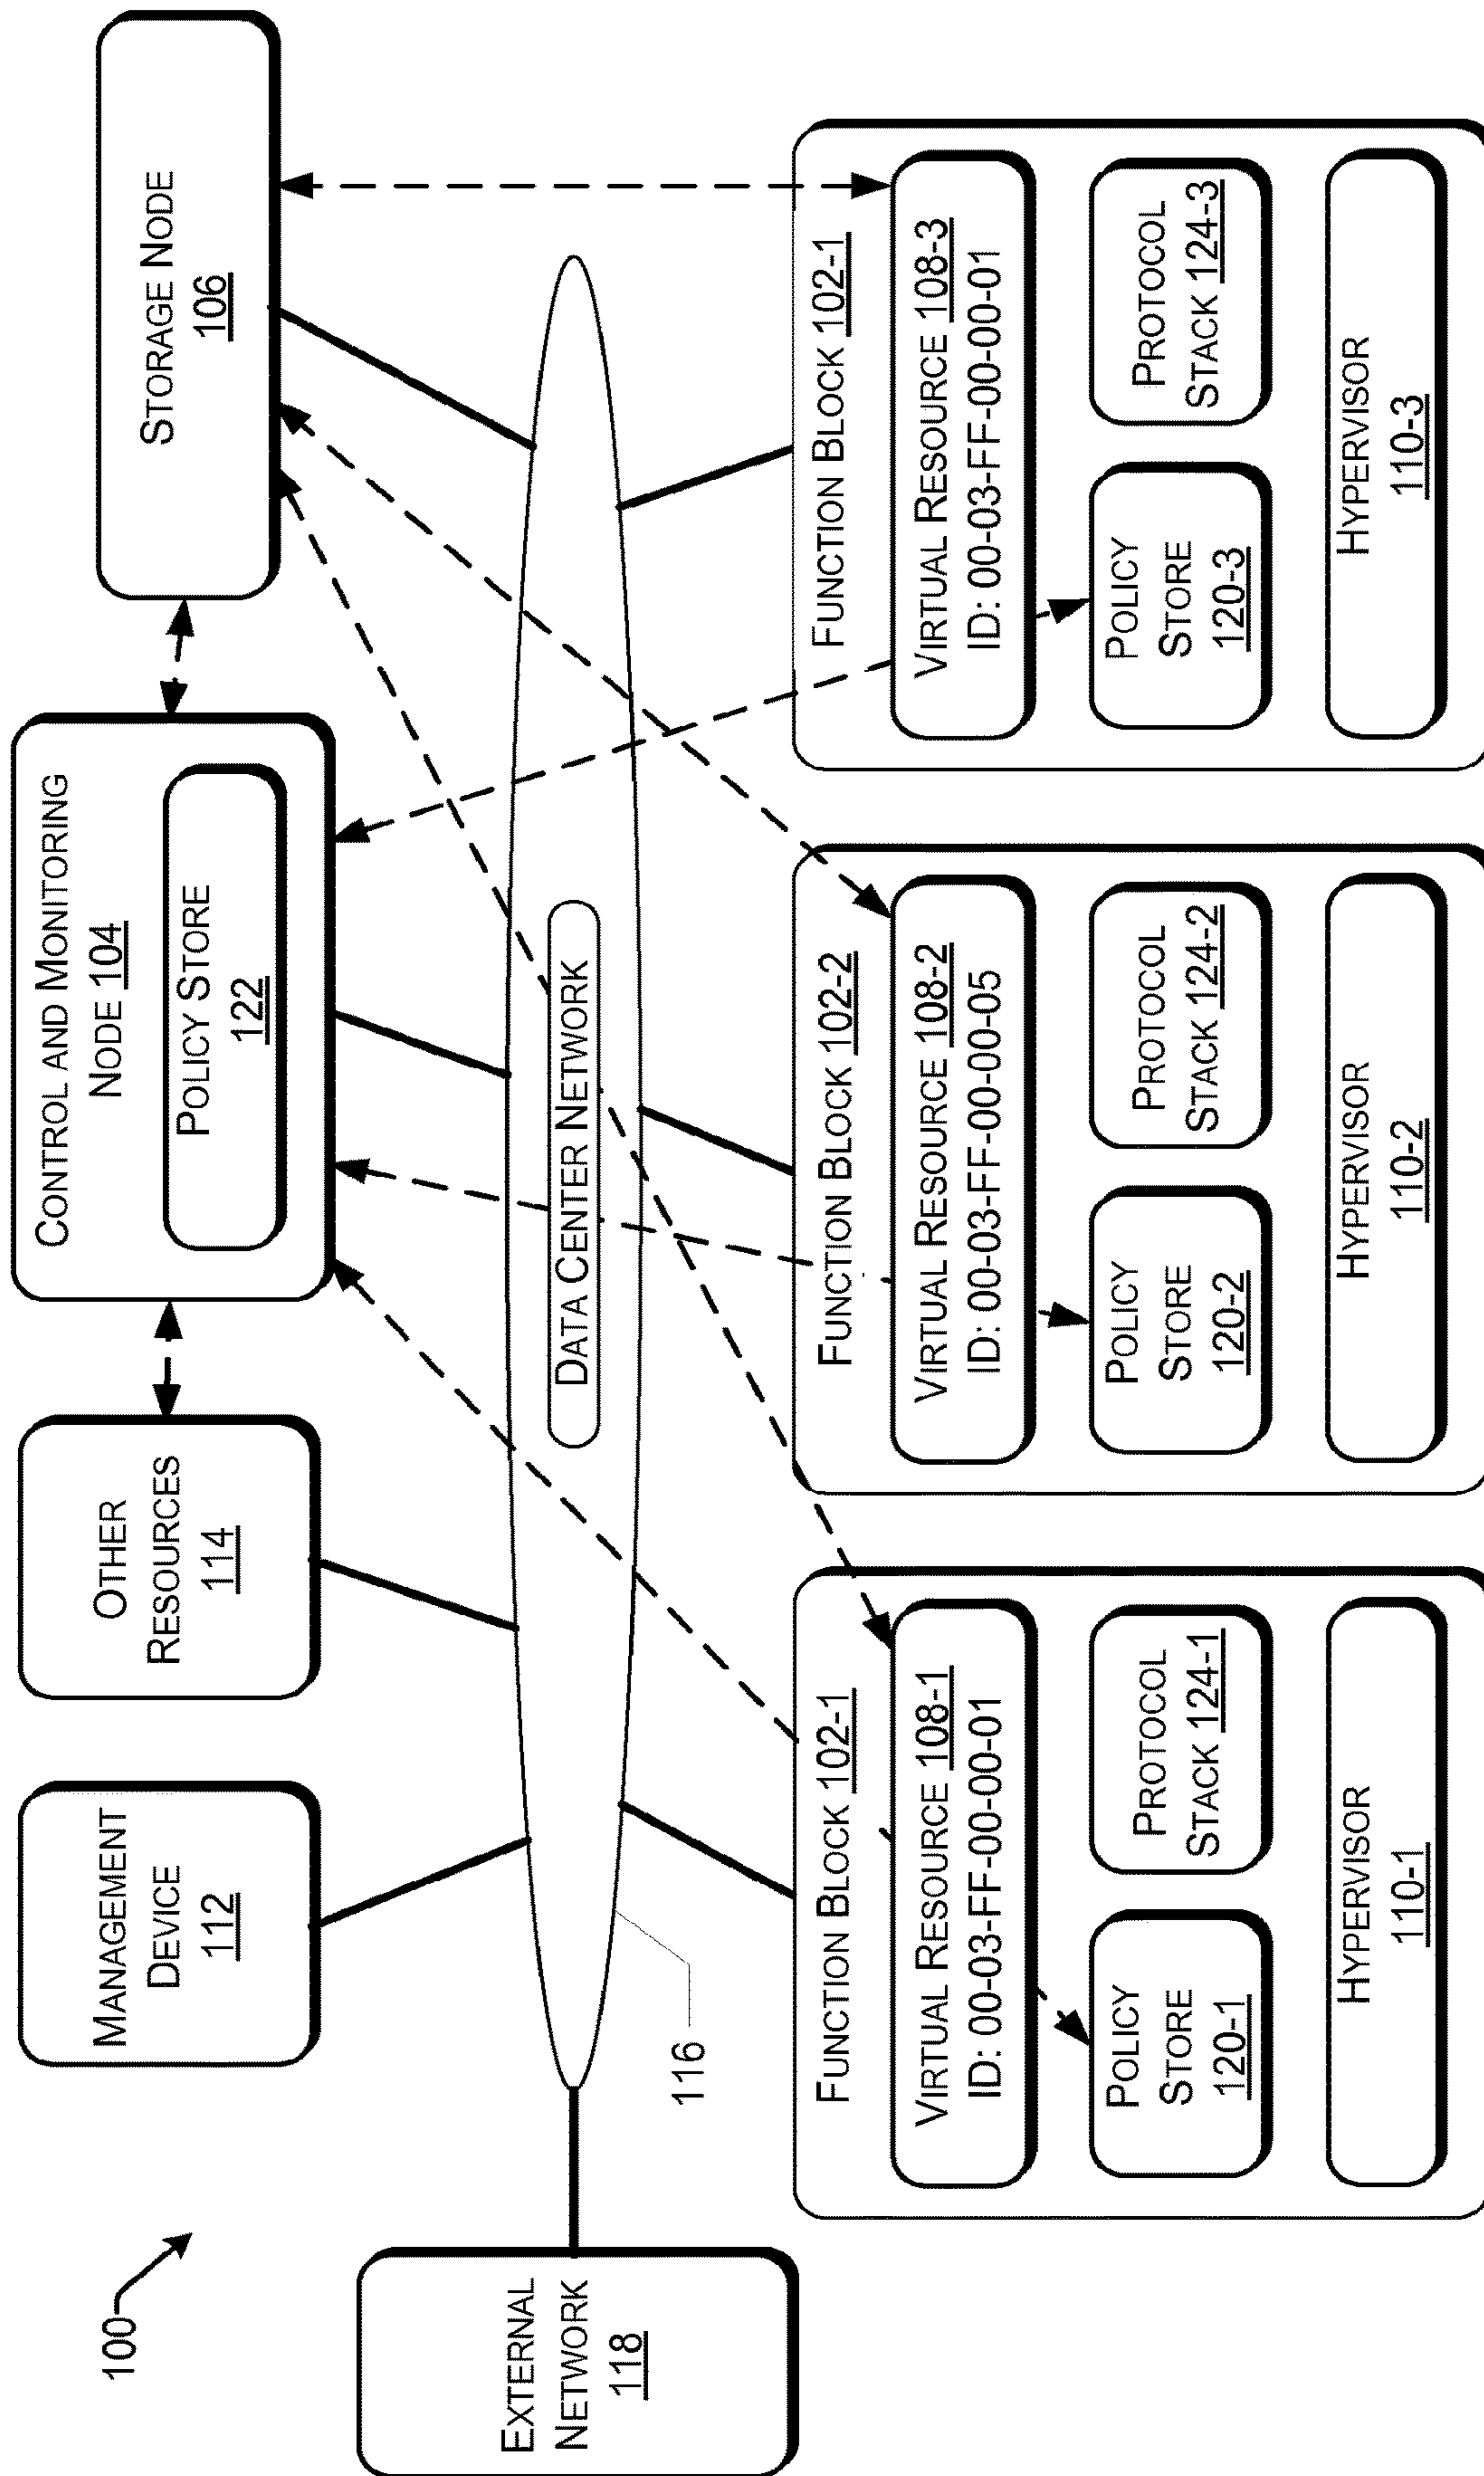 100
EXTERNAL
NETWORK
118
MANAGEMENT
DEVICE
112
OTHER
RESOURCES
114
CONTROL AND MONITORING
NODE 104
POLICY STORE
122
STORAGE NODE
106
DATA CENTER NETWORK
116
FUNCTION BLOCK 102-1
VIRTUAL RESOURCE 108-1
ID: 00-03-FF-00-00-01
POLICY
STORE
120-1
PROTOCOL
STACK 124-1
HYPERVISOR
110-1
FUNCTION BLOCK 102-2
VIRTUAL RESOURCE 108-2
ID: 00-03-FF-00-00-05
POLICY
STORE
120-2
PROTOCOL
STACK 124-2
HYPERVISOR
110-2
FUNCTION BLOCK 102-1
VIRTUAL RESOURCE 108-3
ID: 00-03-FF-00-00-01
POLICY
STORE
120-3
PROTOCOL
STACK 124-3
HYPERVISOR
110-3